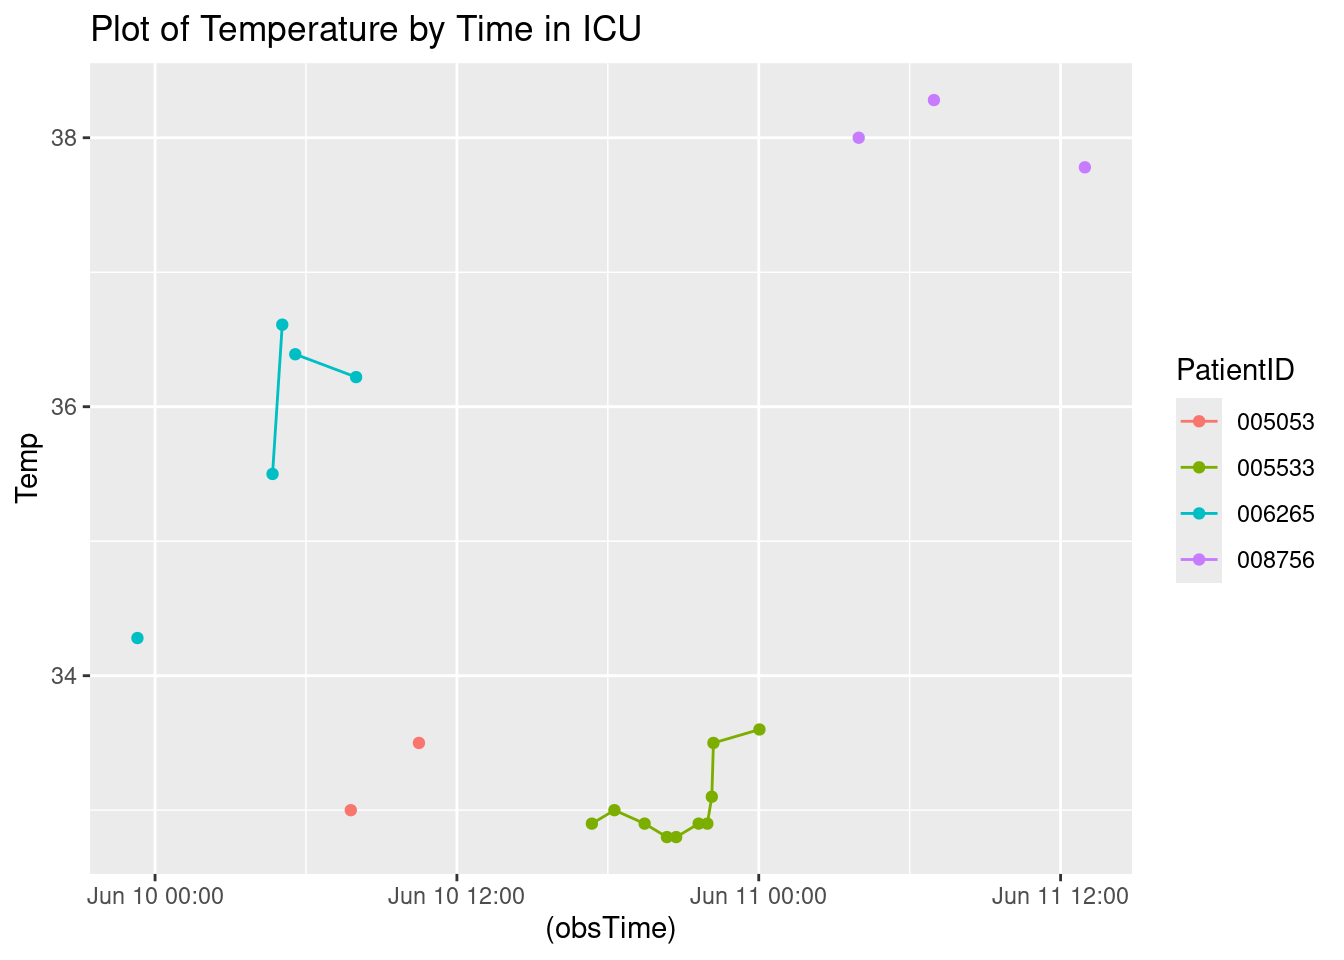 Plot of Temperature by Time in ICU
38
36
34
Temp
Jun 10 00:00
Jun 10 12:00
Jun 11 00:00
Jun 11 12:00
(obsTime)
PatientID
005053
005533
006265
008756